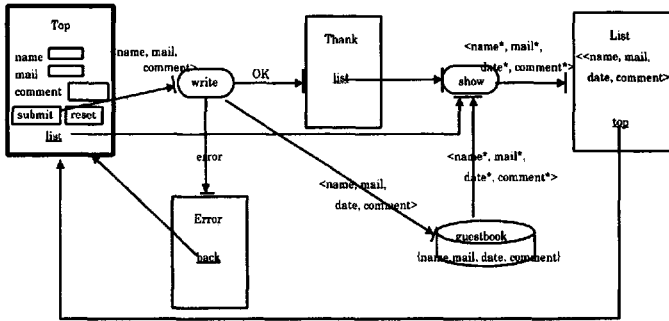 Top
name
mail
comment
submit reset
list
<name, mail,
comment>
write
OK
error
Error
back
Thank
list
<name, mail,
date, comment>
<name*, mail*,
date*, comment*>
show
<name*, mail*,
date*, comment*>
guestbook
{name, mail, date, comment}
List
<<name, mail,
date, comment>
top